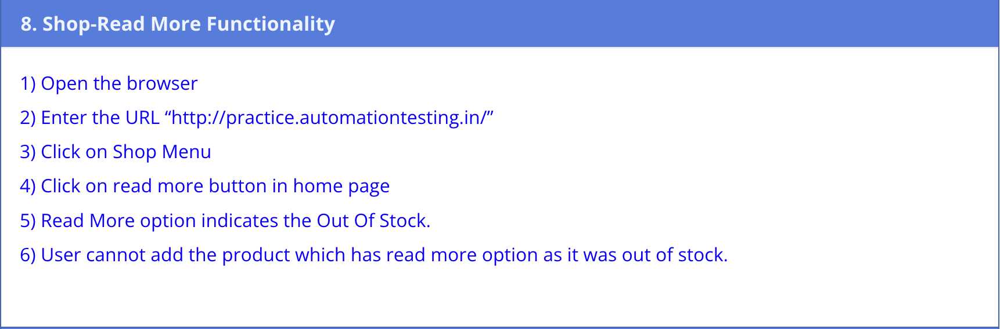 8. Shop-Read More Functionality
1) Open the browser
2) Enter the URL “http://practice.automationtesting.in/”
3) Click on Shop Menu
4) Click on read more button in home page
5) Read More option indicates the Out Of Stock.
6) User cannot add the product which has read more option as it was out of stock.